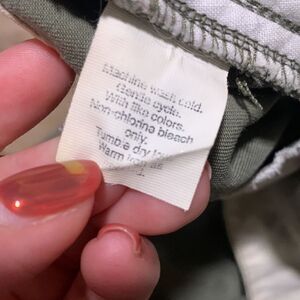 Machine wash cold.
Gentle cycle.
With like colors.
Non-chlorine bleach
only.
Tumble dry
Warm